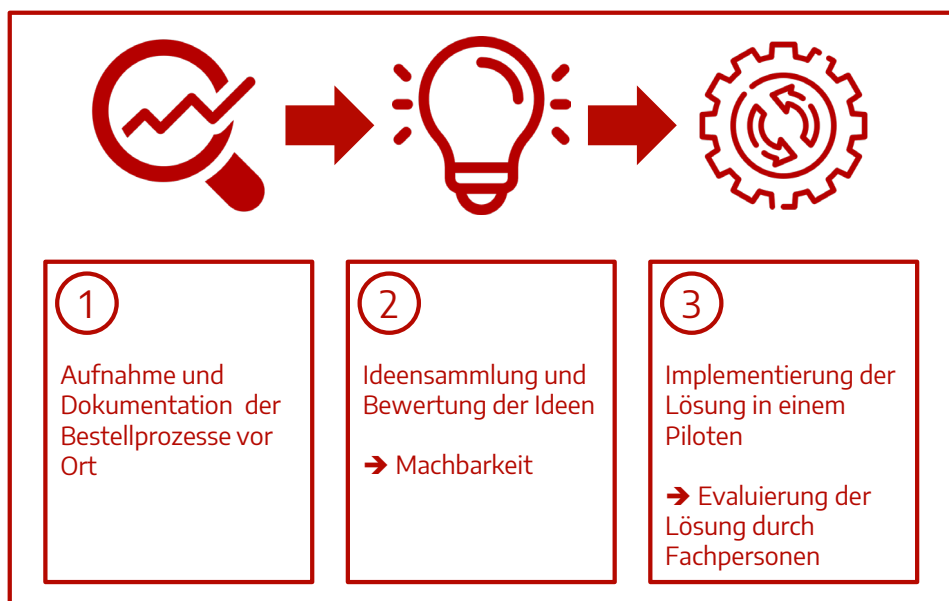 1
Aufnahme und
Dokumentation der
Bestellprozesse vor
Ort
2
Ideensammlung und
Bewertung der Ideen
➔ Machbarkeit
3
Implementierung der
Lösung in einem
Piloten
➔ Evaluierung der
Lösung durch
Fachpersonen